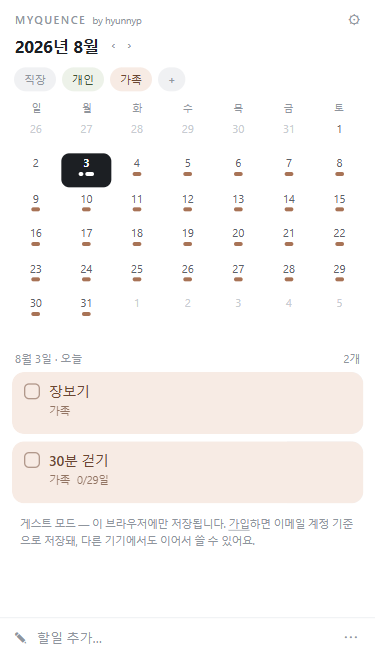 MYQUENCE by hyunnyp
2026년 8월 ‹ ›
직장 개인 가족 +
일 월 화 수 목 금 토
26 27 28 29 30 31 1
2 3 4 5 6 7 8
9 10 11 12 13 14 15
16 17 18 19 20 21 22
23 24 25 26 27 28 29
30 31 1 2 3 4 5
8월 3일 · 오늘 2개
장보기
가족
30분 걷기
가족 0/29일
게스트 모드 — 이 브라우저에만 저장됩니다. 가입하면 이메일 계정 기준
으로 저장돼, 다른 기기에서도 이어서 쓸 수 있어요.
할일 추가...